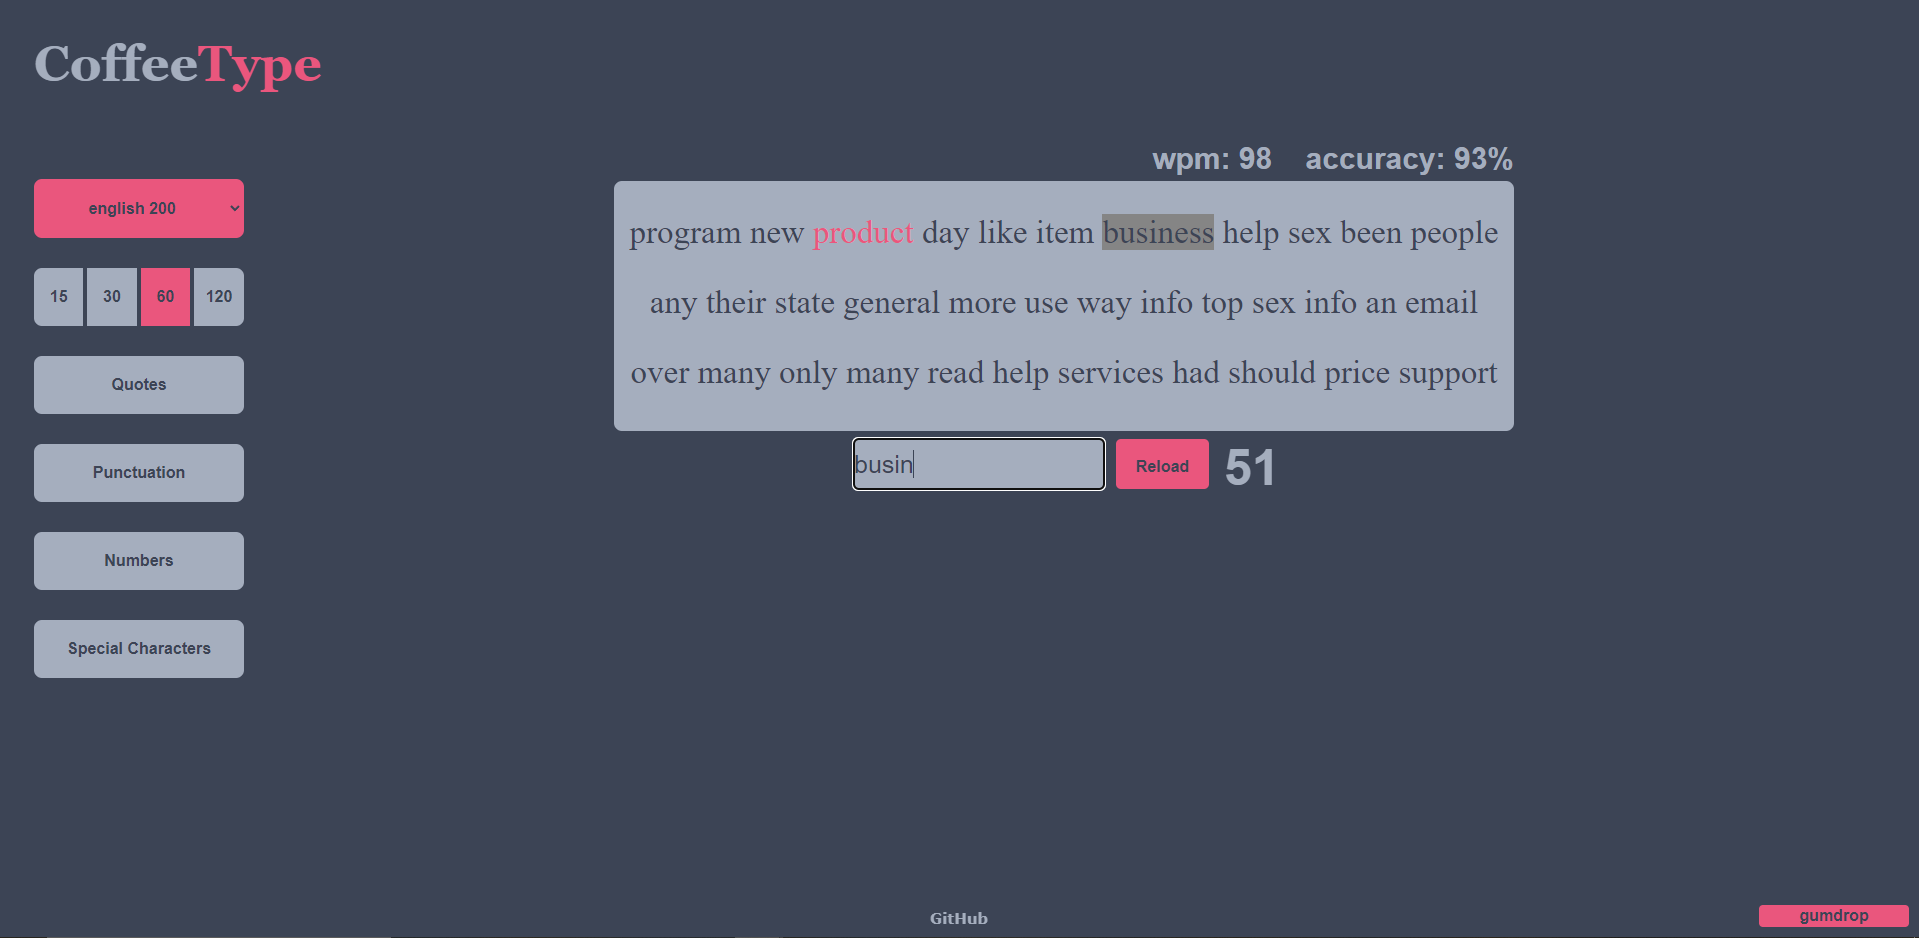 CoffeeType
wpm: 98 accuracy: 93%
english 200
15 30 60 120
Quotes
Punctuation
Numbers
Special Characters
program new product day like item business help sex been people
any their state general more use way info top sex info an email
over many only many read help services had should price support
busin Reload 51
GitHub
gumdrop